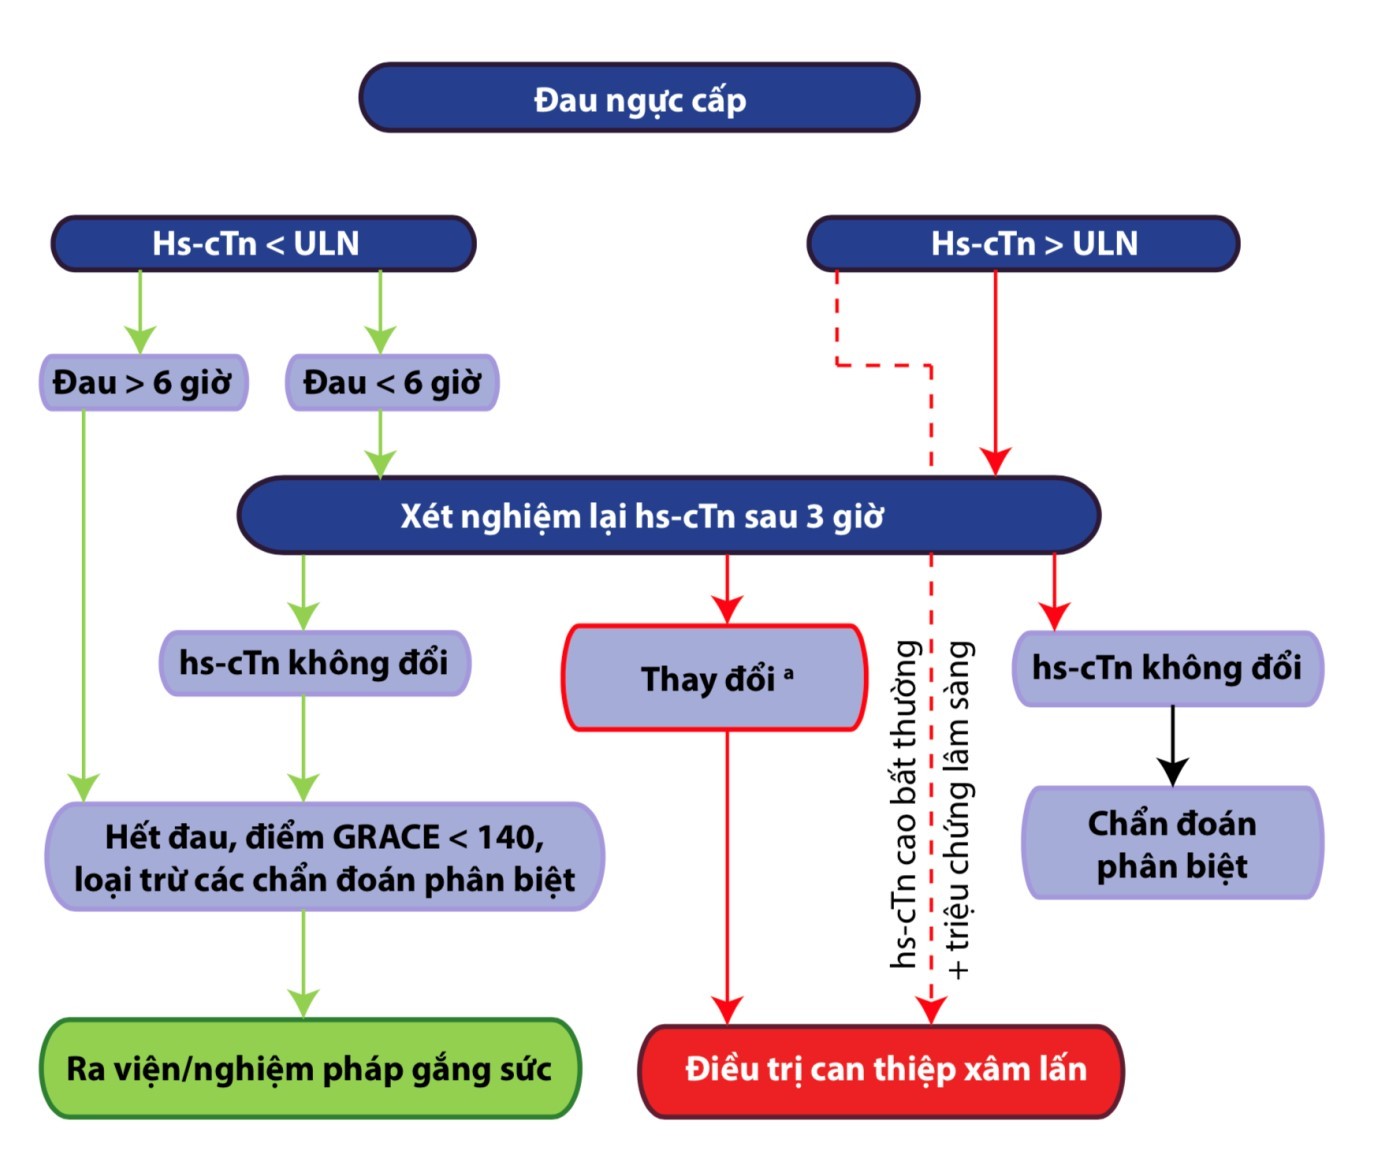 Đau ngực cấp
Hs-cTn < ULN
Hs-cTn > ULN
Đau > 6 giờ
Đau < 6 giờ
Xét nghiệm lại hs-cTn sau 3 giờ
hs-cTn không đổi
Thay đổi ª
hs-cTn cao bất thường
+ triệu chứng lâm sàng
hs-cTn không đổi
Hết đau, điểm GRACE < 140,
loại trừ các chẩn đoán phân biệt
Chẩn đoán
phân biệt
Ra viện/nghiệm pháp gắng sức
Điều trị can thiệp xâm lấn